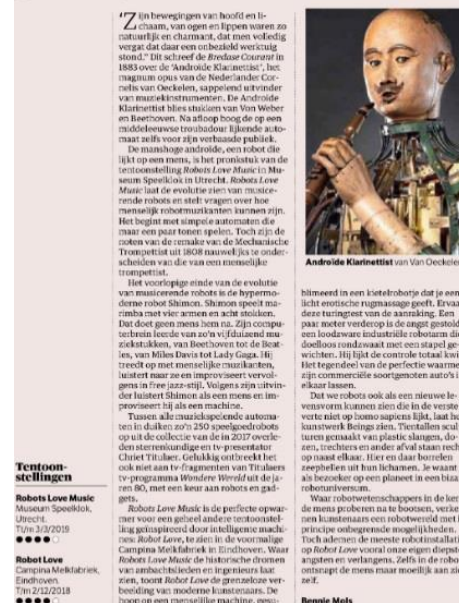 ‘Zijn bewegingen van hoofd en li-
chaam, van ogen en lippen waren zo
natuurlijk en charmant, dat men volledig
vergat dat daar een onbezield werktuig
stond.” Dit schreef de Bredase Courant in
1883 over de ‘Androïde Klarinettist’, het
magnum opus van de Nederlander Cor-
nelis van Oeckelen, sappelend uitvinder
van muziekinstrumenten. De Androïde
Klarinettist blies stukken van Von Weber
en Beethoven. Na afloop boog de op een
middeleeuwse troubadour lijkende auto-
maat zelfs voor zijn verbaasde publiek.
De manshoge androïde, een robot die
lijkt op een mens, is het pronkstuk van de
tentoonstelling Robots Love Music in Mu-
seum Speelklok in Utrecht. Robots Love
Music laat de evolutie zien van musice-
rende robots en stelt vragen over hoe
menselijk robotmuzikanten kunnen zijn.
Het begint met simpele automaten die
maar een paar tonen spelen. Toch zijn de
noten van de remake van de Mechanische
Trompettist uit 1808 nauwelijks te onder-
scheiden van die van een menselijke
trompettist.
Het voorlopige einde van de evolutie
van musicerende robots is de hypermo-
derne robot Shimon. Shimon speelt ma-
rimba met vier armen en acht stokken.
Dat doet geen mens hem na. Zijn compu-
terbrein leerde van zo’n vijfduizend mu-
ziekstukken, van Beethoven tot de Beat-
les, van Miles Davis tot Lady Gaga. Hij
treedt op met menselijke muzikanten,
luistert naar ze en improviseert vervol-
gens in free jazz-stijl. Volgens zijn uitvin-
der luistert Shimon als een mens en im-
proviseert hij als een machine.
Tussen alle muziekspelende automa-
ten in duiken zo’n 250 speelgoedrobots
op uit de collectie van de in 2017 overle-
den sterrenkundige en tv-presentator
Chriet Titulaer. Gelukkig ontbreekt het
ook niet aan tv-fragmenten van Titulaers
tv-programma Wondere Wereld uit de ja-
ren 80, met een keur aan robots en gad-
gets.
Robots Love Music is de perfecte opwar-
mer voor een geheel andere tentoonstel-
ling geïnspireerd door intelligente machi-
nes: Robot Love, te zien in de voormalige
Campina Melkfabriek in Eindhoven. Waar
Robots Love Music de historische dromen
van ambachtslieden en ingenieurs laat
zien, toont Robot Love de grenzeloze ver-
beelding van moderne kunstenaars. De
hoop op een menselijke machine, gesu-
Tentoon-
stellingen
Robots Love Music
Museum Speelklok,
Utrecht.
T/m 3/3/2019
Robot Love
Campina Melkfabriek,
Eindhoven.
T/m 2/12/2018
Androïde Klarinettist van Van Oeckelen
blimeerd in een kietelrobotje dat je een
licht erotische rugmassage geeft. Ervaar
deze turingtest van de aanraking. Een
paar meter verderop is de angst gestold
een loodzware industriële robotarm die
doelloos rondzwaait met een stapel ge-
wichten. Hij lijkt de controle totaal kwijt
Het tegendeel van de perfectie waarmee
zijn commerciële soortgenoten auto’s in
elkaar lassen.
Dat we robots ook als een nieuwe le-
vensvorm kunnen zien die in de verste
verte niet op homo sapiens lijkt, laat he
kunstwerk Beings zien. Tientallen sculp
turen gemaakt van plastic slangen, do-
zen, trechters en ander afval staan rech
op naast elkaar. Hier en daar borrelen
zeepbellen uit hun lichamen. Je waant
als bezoeker op een planeet in een bizar
robotuniversum.
Waar robotwetenschappers in de ker
de mens proberen na te bootsen, verken
nen kunstenaars een robotwereld met i
principe onbegrensde mogelijkheden.
Toch ademen de meeste robotinstallati
op Robot Love vooral onze eigen diepste
angsten en verlangens. Zelfs in de robot
ontsnapt de mens maar moeilijk aan zic
zelf.
Bennie Mols